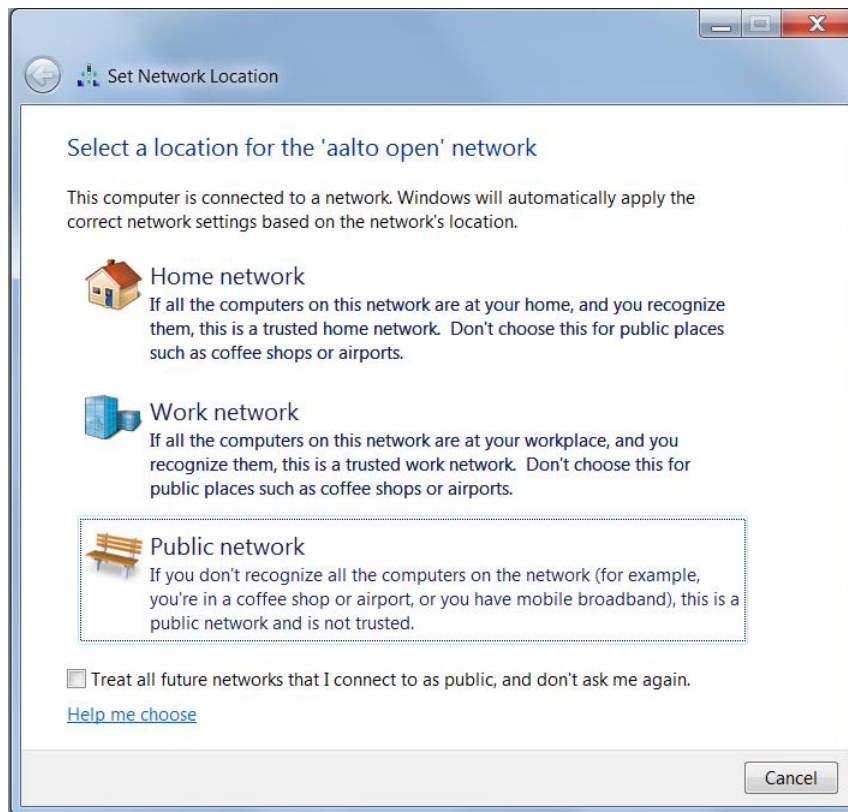 Set Network Location
Select a location for the 'aalto open' network
This computer is connected to a network. Windows will automatically apply the
correct network settings based on the network's location.
Home network
If all the computers on this network are at your home, and you recognize
them, this is a trusted home network.  Don't choose this for public places
such as coffee shops or airports.
Work network
If all the computers on this network are at your workplace, and you
recognize them, this is a trusted work network.  Don't choose this for
public places such as coffee shops or airports.
Public network
If you don't recognize all the computers on the network (for example,
you're in a coffee shop or airport, or you have mobile broadband), this is a
public network and is not trusted.
Treat all future networks that I connect to as public, and don't ask me again.
Help me choose
Cancel